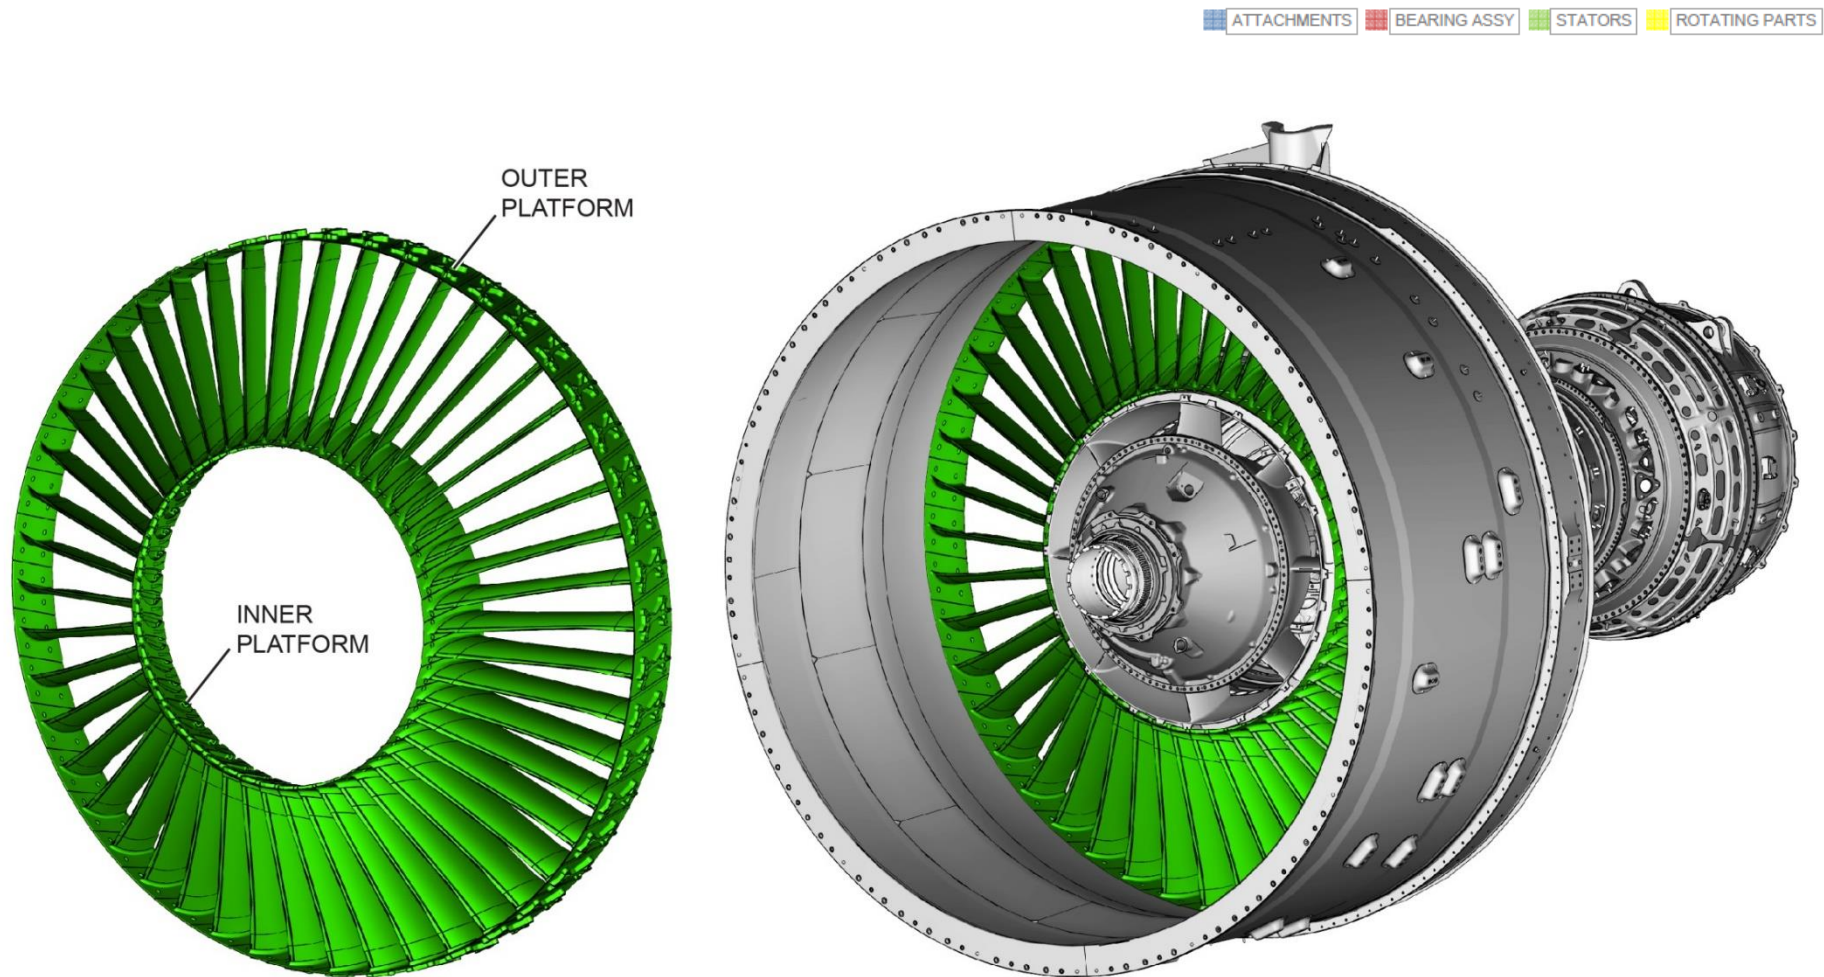 ATTACHMENTS BEARING ASSY STATORS ROTATING PARTS
OUTER
PLATFORM
INNER
PLATFORM